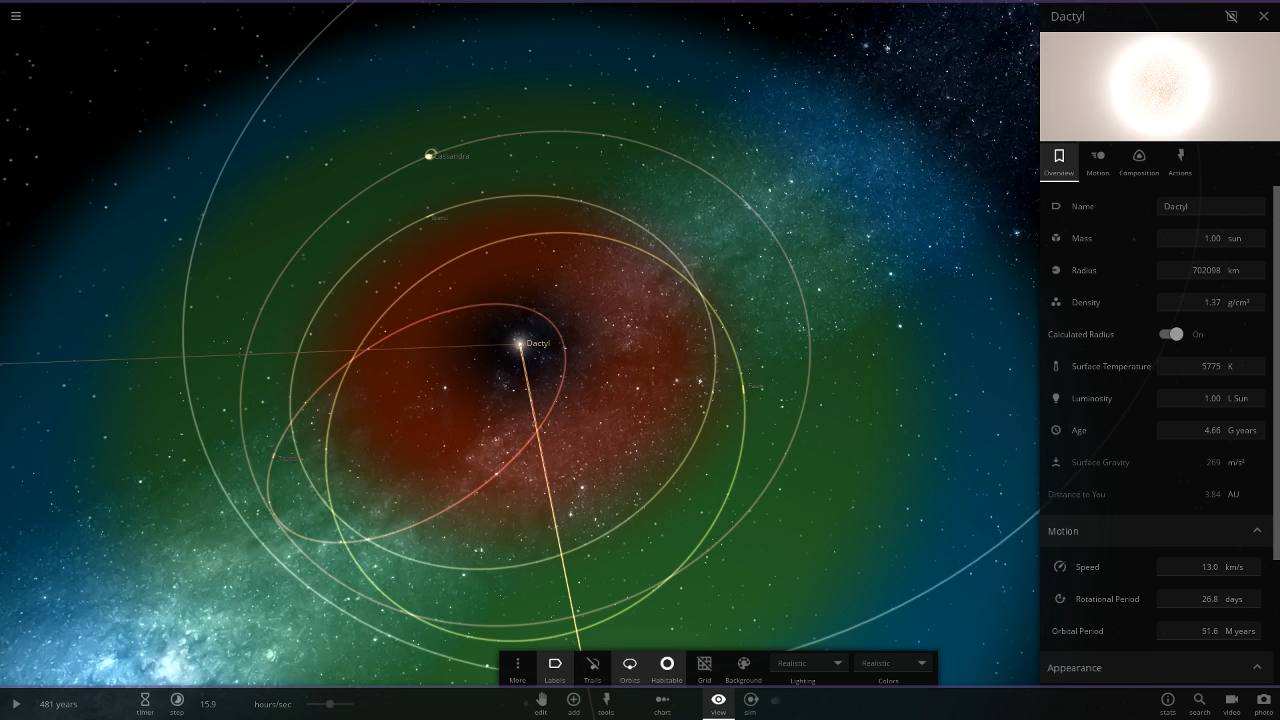 Dactyl
Overview
Motion
Composition
Actions
Name Dactyl
Mass 1.00 sun
Radius 702098 km
Density 1.37 g/cm³
Calculated Radius On
Surface Temperature 5775 K
Luminosity 1.00 L Sun
Age 4.66 G years
Surface Gravity 269 m/s²
Distance to You 3.84 AU
Motion
Speed 13.0 km/s
Rotational Period 26.8 days
Orbital Period 51.6 M years
Appearance
Cassandra
Dactyl
More
Labels
Trails
Orbits
Habitable
Grid
Background
Realistic
Lighting
Realistic
Colors
481 years
timer
step
15.9 hours/sec
edit
add
tools
chart
view
sim
stats
search
video
photo